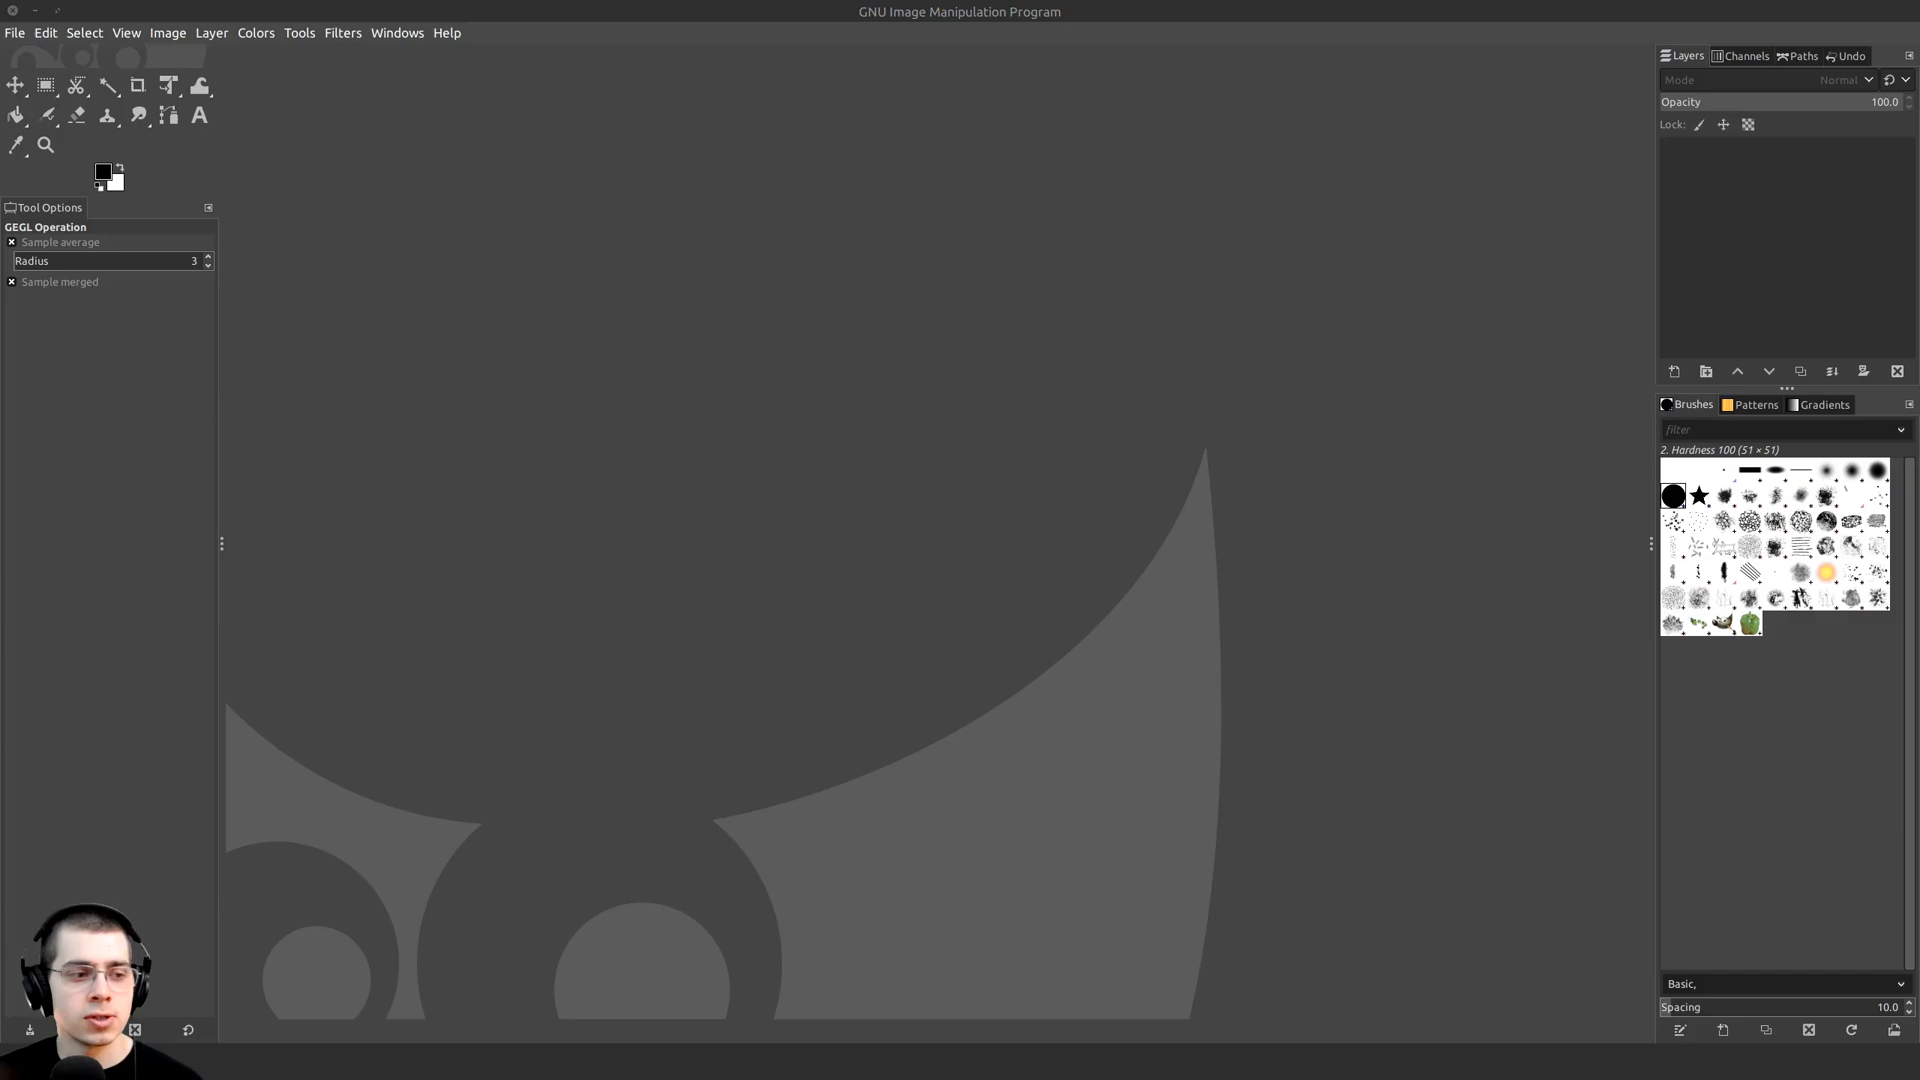 GNU Image Manipulation Program
File Edit Select View Image Layer Colors Tools Filters Windows Help
Layers Channels Paths Undo
Mode Normal
Opacity 100.0
Lock:
Tool Options
GEGL Operation
Sample average
Radius 3
Sample merged
Brushes Patterns Gradients
filter
2. Hardness 100 (51 × 51)
Basic,
Spacing 10.0